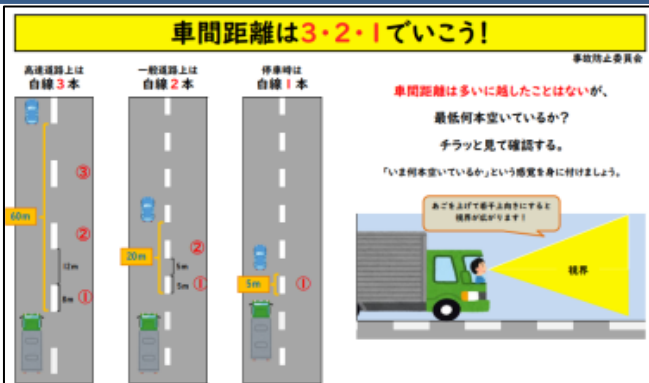 車間距離は3・2・1でいこう!
事故防止委員会
高速道路上は
白線3本
一般道路上は
白線2本
停車時は
白線1本
車間距離は多いに越したことはないが、
最低何本空いているか?
チラッと見て確認する。
「いま何本空いているか」という感覚を身に付けましょう。
あごを上げて若干上向きにすると
視界が広がります!
視界
③
60m
②
12m
8m
①
20m
②
5m
5m
①
5m
①